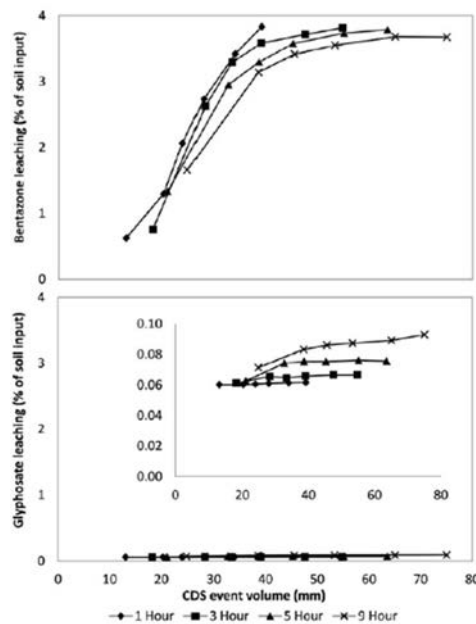 Bentazone leaching (% of soil input)
4
3
2
1
0
Glyphosate leaching (% of soil input)
4
3
2
1
0
0.10
0.08
0.06
0.04
0.02
0.00
0 20 40 60 80
0 10 20 30 40 50 60 70 80
CDS event volume (mm)
1 Hour 3 Hour 5 Hour 9 Hour